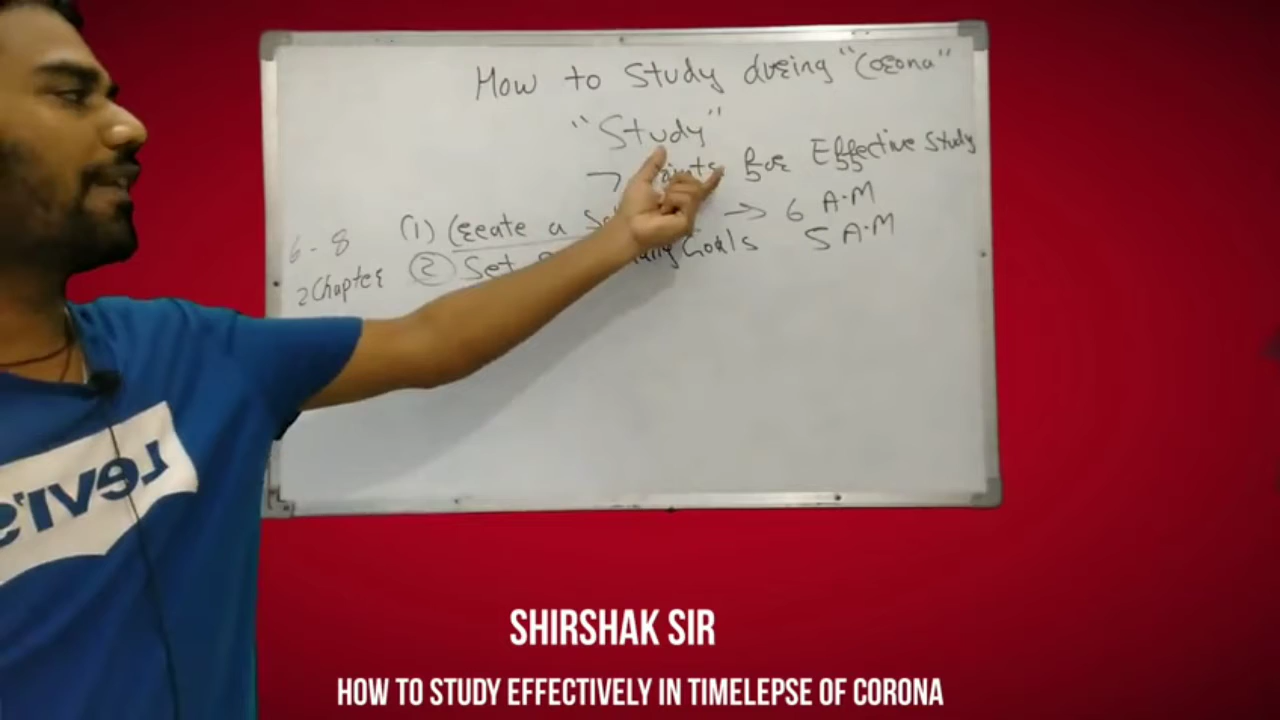 How to Study during "Corona"
"Study"
→ Points for Effective Study
(1) Create a → 6 A.M
6 - 8
(2) Set Goals 5 A.M
2 Chapter
Levi's
SHIRSHAK SIR
HOW TO STUDY EFFECTIVELY IN TIMELEPSE OF CORONA